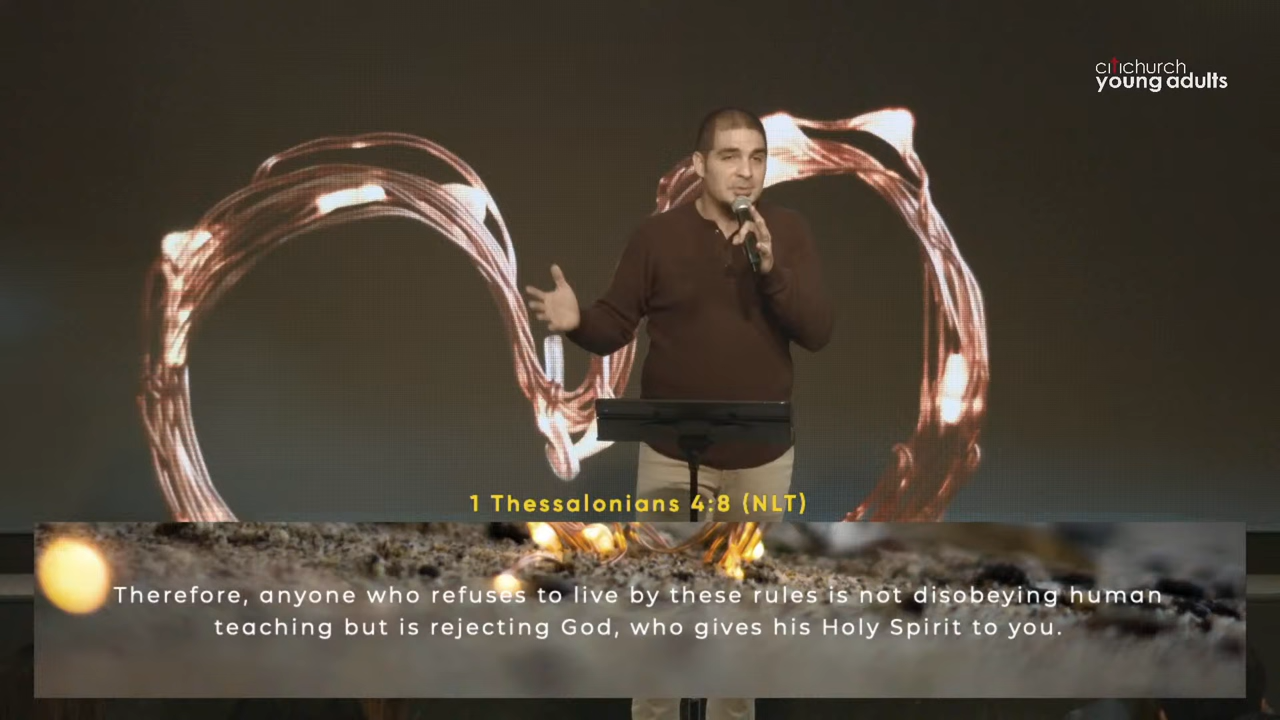 citichurch
young adults
1 Thessalonians 4:8 (NLT)
Therefore, anyone who refuses to live by these rules is not disobeying human
teaching but is rejecting God, who gives his Holy Spirit to you.